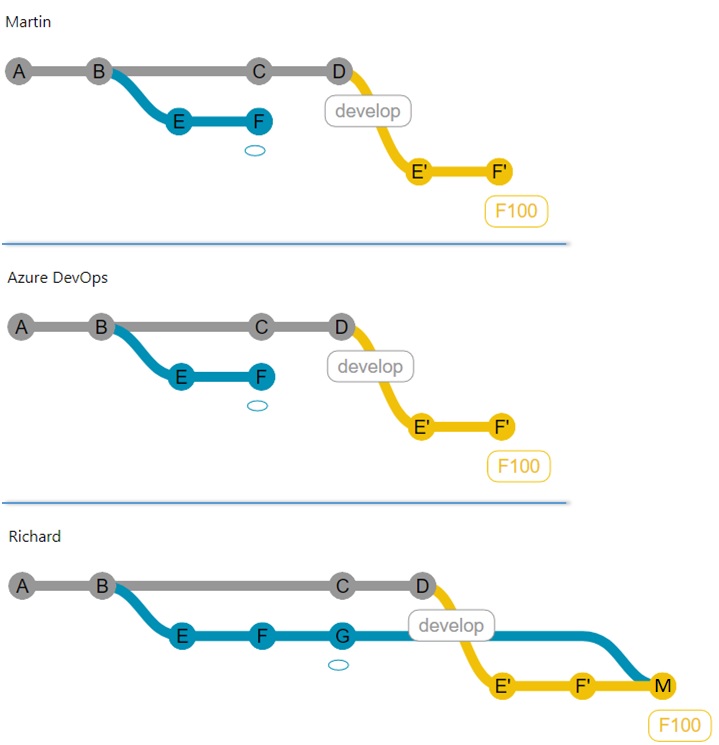 Martin
A B C D
develop
E F
E' F'
F100
Azure DevOps
A B C D
develop
E F
E' F'
F100
Richard
A B C D
E F G develop
E' F' M
F100